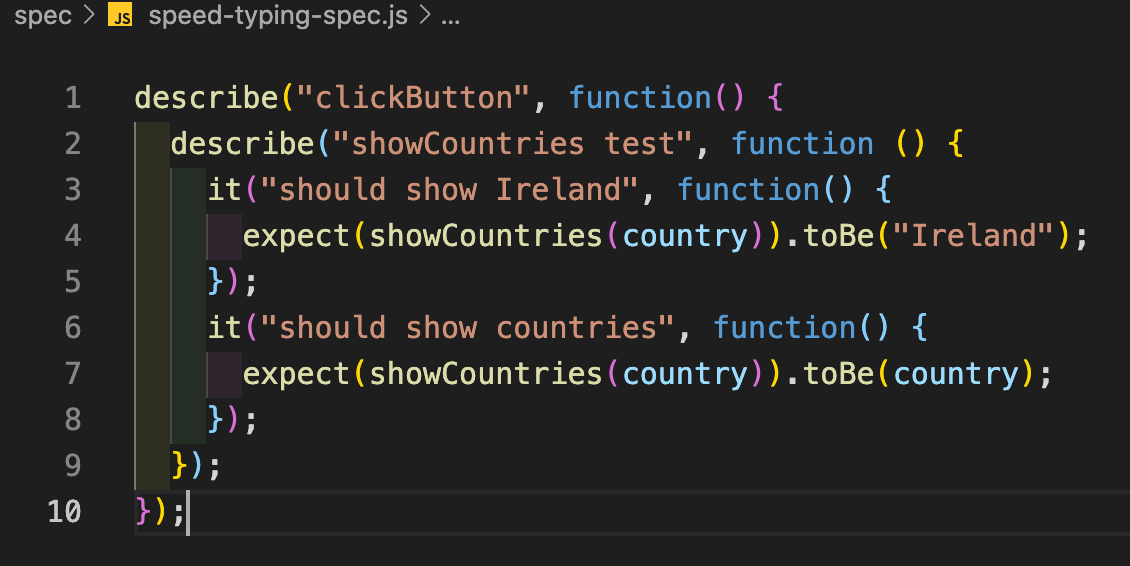 spec > JS speed-typing-spec.js > ...
1 describe("clickButton", function() {
2   describe("showCountries test", function () {
3     it("should show Ireland", function() {
4       expect(showCountries(country)).toBe("Ireland");
5     });
6     it("should show countries", function() {
7       expect(showCountries(country)).toBe(country);
8     });
9   });
10 });